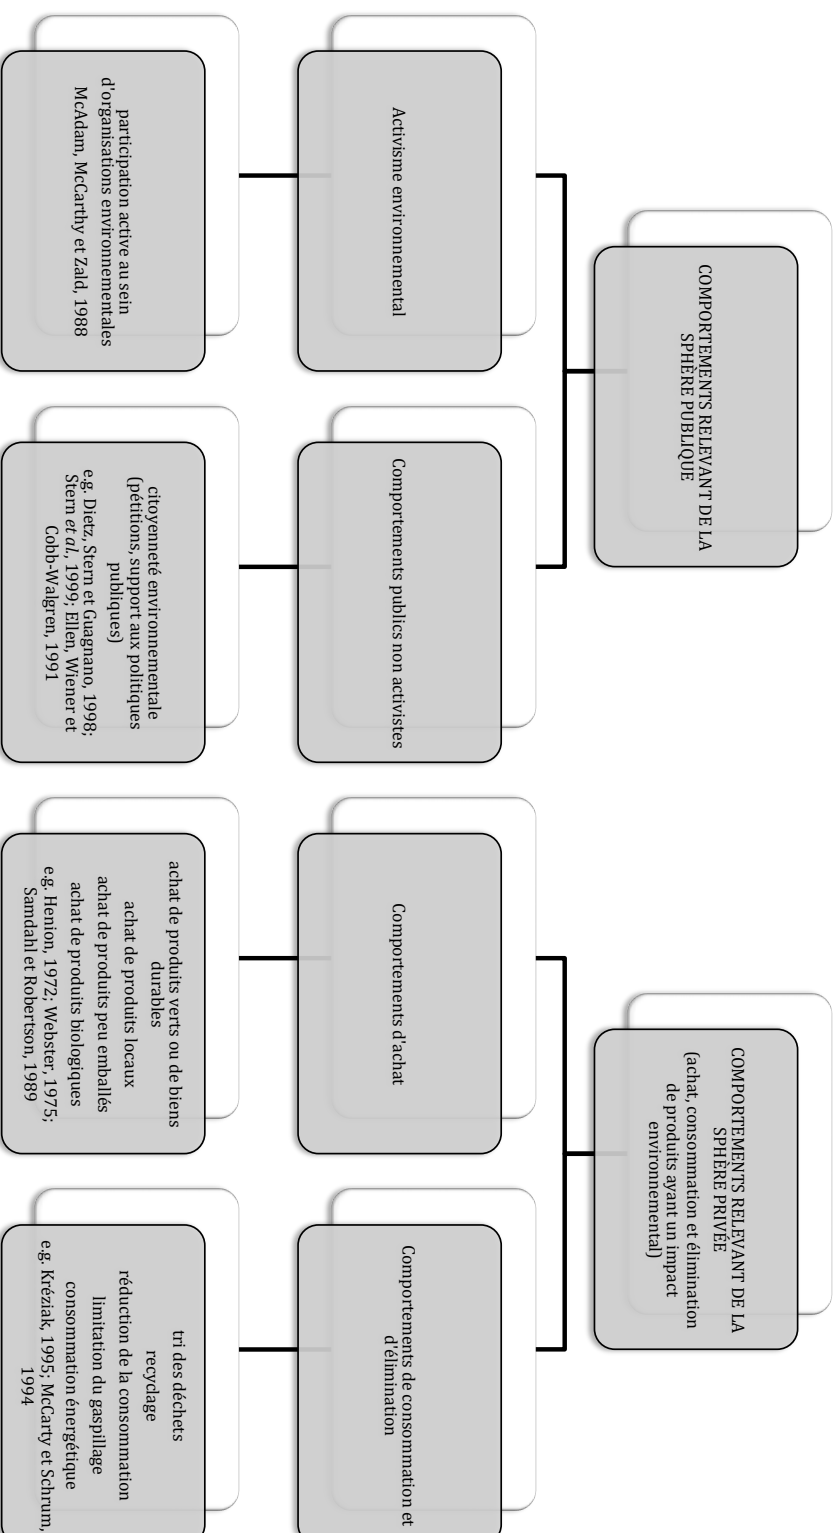 COMPORTEMENTS RELEVANT DE LA
SPHÈRE PUBLIQUE
COMPORTEMENTS RELEVANT DE LA
SPHÈRE PRIVÉE
(achat, consommation et élimination
de produits ayant un impact
environnemental)
Activisme environnemental
Comportements publics non activistes
Comportements d'achat
Comportements de consommation et
d'élimination
participation active au sein
d'organisations environnementales
McAdam, McCarthy et Zald, 1988
citoyenneté environnementale
(pétitions, support aux politiques
publiques)
e.g. Dietz, Stern et Guagnano, 1998;
Stern et al., 1999; Ellen, Wiener et
Cobb-Walgren, 1991
achat de produits verts ou de biens
durables
achat de produits locaux
achat de produits peu emballés
achat de produits biologiques
e.g. Henion, 1972; Webster, 1975;
Samdahl et Robertson, 1989
tri des déchets
recyclage
réduction de la consommation
limitation du gaspillage
consommation énergétique
e.g. Kréziak, 1995; McCarty et Schrum,
1994